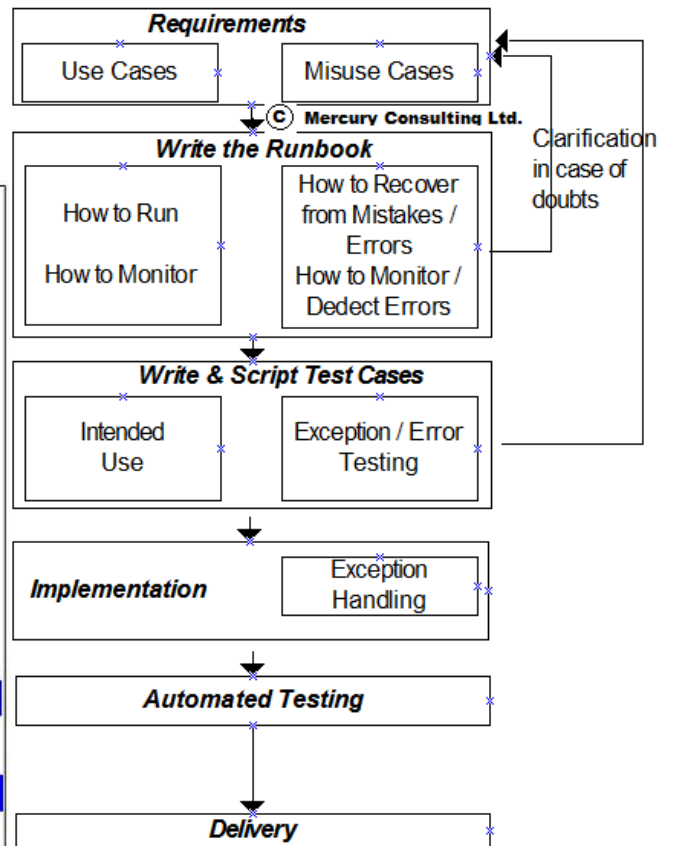 Requirements
Use Cases
Misuse Cases
C Mercury Consulting Ltd.
Write the Runbook
Clarification
in case of
doubts
How to Run
How to Monitor
How to Recover
from Mistakes /
Errors
How to Monitor /
Dedect Errors
Write & Script Test Cases
Intended
Use
Exception / Error
Testing
Implementation
Exception
Handling
Automated Testing
Delivery